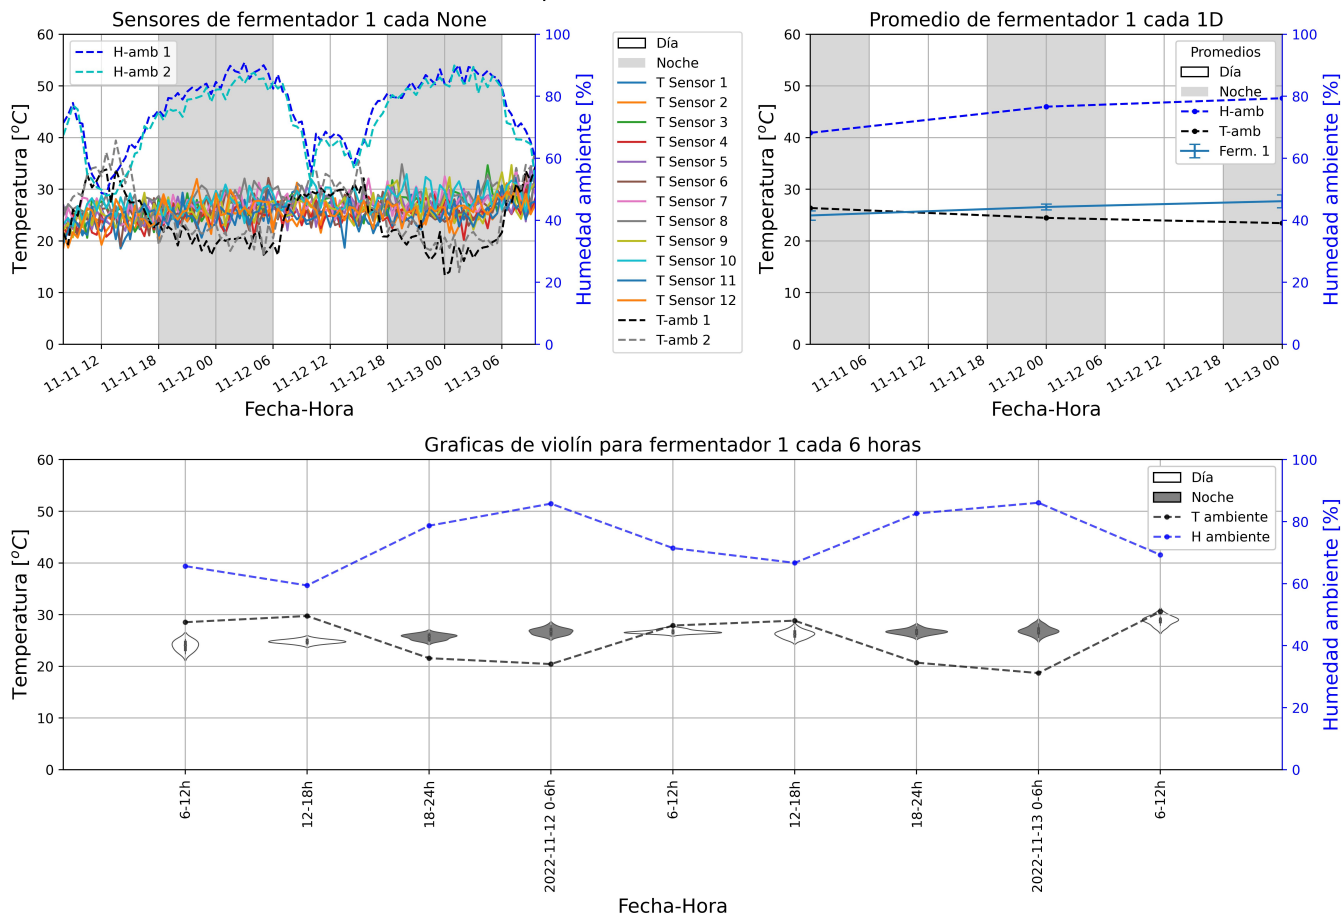 Sensores de fermentador 1 cada None
Promedio de fermentador 1 cada 1D
H-amb 1
H-amb 2
60
50
40
30
20
10
0
Temperatura [°C]
100
80
60
40
20
0
Humedad ambiente [%]
11-11 12
11-11 18
11-12 00
11-12 06
11-12 12
11-12 18
11-13 00
11-13 06
Fecha-Hora
Día
Noche
T Sensor 1
T Sensor 2
T Sensor 3
T Sensor 4
T Sensor 5
T Sensor 6
T Sensor 7
T Sensor 8
T Sensor 9
T Sensor 10
T Sensor 11
T Sensor 12
T-amb 1
T-amb 2
60
50
40
30
20
10
0
Temperatura [°C]
Promedios
Día
Noche
H-amb
T-amb
Ferm. 1
100
80
60
40
20
0
Humedad ambiente [%]
11-11 06
11-11 12
11-11 18
11-12 00
11-12 06
11-12 12
11-12 18
11-13 00
Fecha-Hora
Graficas de violín para fermentador 1 cada 6 horas
60
50
40
30
20
10
0
Temperatura [°C]
Día
Noche
T ambiente
H ambiente
100
80
60
40
20
0
Humedad ambiente [%]
6-12h
12-18h
18-24h
2022-11-12 0-6h
6-12h
12-18h
18-24h
2022-11-13 0-6h
6-12h
Fecha-Hora